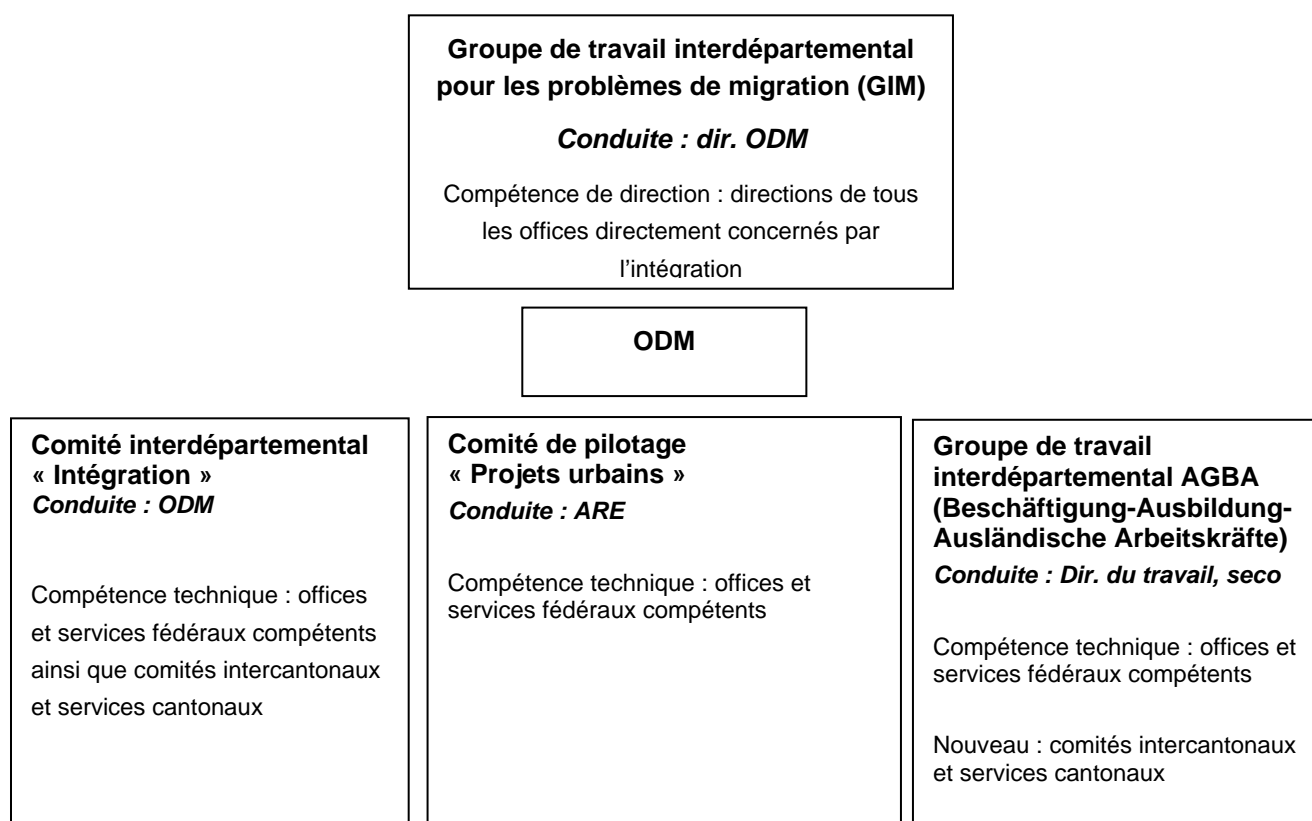 Groupe de travail interdépartemental
pour les problèmes de migration (GIM)
Conduite : dir. ODM
Compétence de direction : directions de tous
les offices directement concernés par
l’intégration
ODM
Comité interdépartemental
« Intégration »
Conduite : ODM
Compétence technique : offices
et services fédéraux compétents
ainsi que comités intercantonaux
et services cantonaux
Comité de pilotage
« Projets urbains »
Conduite : ARE
Compétence technique : offices et
services fédéraux compétents
Groupe de travail
interdépartemental AGBA
(Beschäftigung-Ausbildung-
Ausländische Arbeitskräfte)
Conduite : Dir. du travail, seco
Compétence technique : offices et
services fédéraux compétents
Nouveau : comités intercantonaux
et services cantonaux